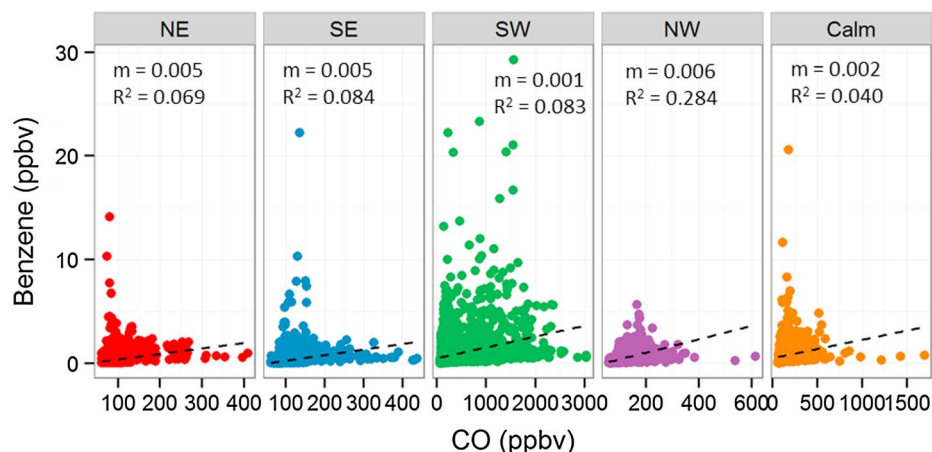 NE SE SW NW Calm
m = 0.005 m = 0.005 m = 0.001 m = 0.006 m = 0.002
R² = 0.069 R² = 0.084 R² = 0.083 R² = 0.284 R² = 0.040
30
20
10
0
Benzene (ppbv)
100 200 300 400 100 200 300 400 0 1000 2000 3000 200 400 600 0 500 1000 1500
CO (ppbv)